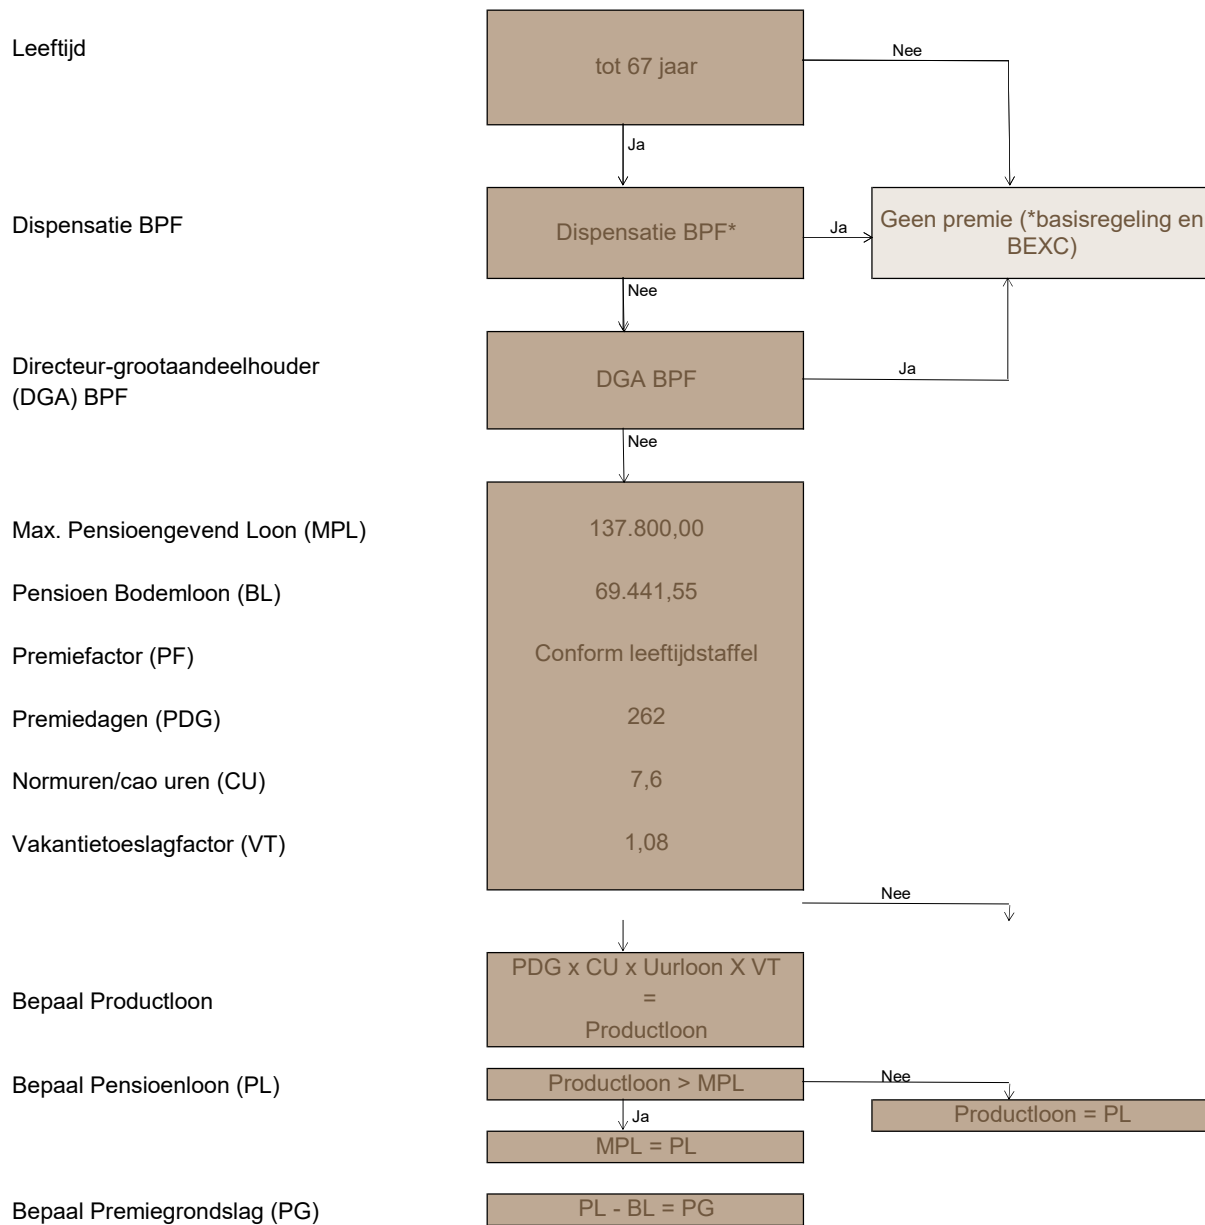 Leeftijd
tot 67 jaar
Nee
Ja
Dispensatie BPF
Dispensatie BPF*
Ja
Geen premie (*basisregeling en
BEXC)
Nee
Directeur-grootaandeelhouder
(DGA) BPF
DGA BPF
Ja
Nee
Max. Pensioengevend Loon (MPL)
137.800,00
Pensioen Bodemloon (BL)
69.441,55
Premiefactor (PF)
Conform leeftijdstaffel
Premiedagen (PDG)
262
Normuren/cao uren (CU)
7,6
Vakantietoeslagfactor (VT)
1,08
Nee
Bepaal Productloon
PDG x CU x Uurloon X VT
=
Productloon
Bepaal Pensioenloon (PL)
Productloon > MPL
Nee
Ja
Productloon = PL
MPL = PL
Bepaal Premiegrondslag (PG)
PL - BL = PG